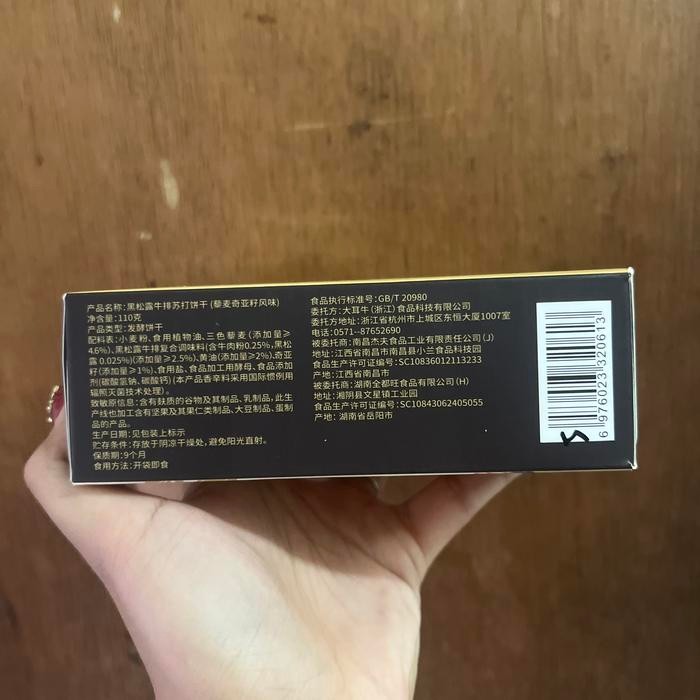 产品名称:黑松露牛排苏打饼干(藜麦奇亚籽风味)
净含量:110克
产品类型:发酵饼干
配料表:小麦粉、食用植物油、三色藜麦(添加量≥
4.6%)、黑松露牛排复合调味料(含牛肉粉0.25%,黑松
露0.025%)(添加量≥2.5%)、黄油(添加量≥2%)、奇亚
籽(添加量≥1%)、食用盐、食品加工用酵母、食品添加
剂(碳酸氢钠、碳酸钙)(本产品香辛料采用国际惯例用
辐照灭菌技术处理)。
致敏原信息:含有麸质的谷物及其制品、乳制品,此生
产线也加工含有坚果及其果仁类制品、大豆制品、蛋制
品的产品。
生产日期:见包装上标示
贮存条件:存放于阴凉干燥处,避免阳光直射。
保质期:9个月
食用方法:开袋即食
食品执行标准号:GB/T 20980
委托方:大耳牛(浙江)食品科技有限公司
委托方地址:浙江省杭州市上城区东恒大厦1007室
电话:0571--87652690
被委托商:南昌杰夫食品工业有限责任公司(J)
地址:江西省南昌市南昌县小兰食品科技园
食品生产许可证编号:SC10836012113233
产地:江西省南昌市
被委托商:湖南全都旺食品有限公司(H)
地址:湘阴县文星镇工业园
食品生产许可证编号:SC10843062405055
产地:湖南省岳阳市
6 976023 320613